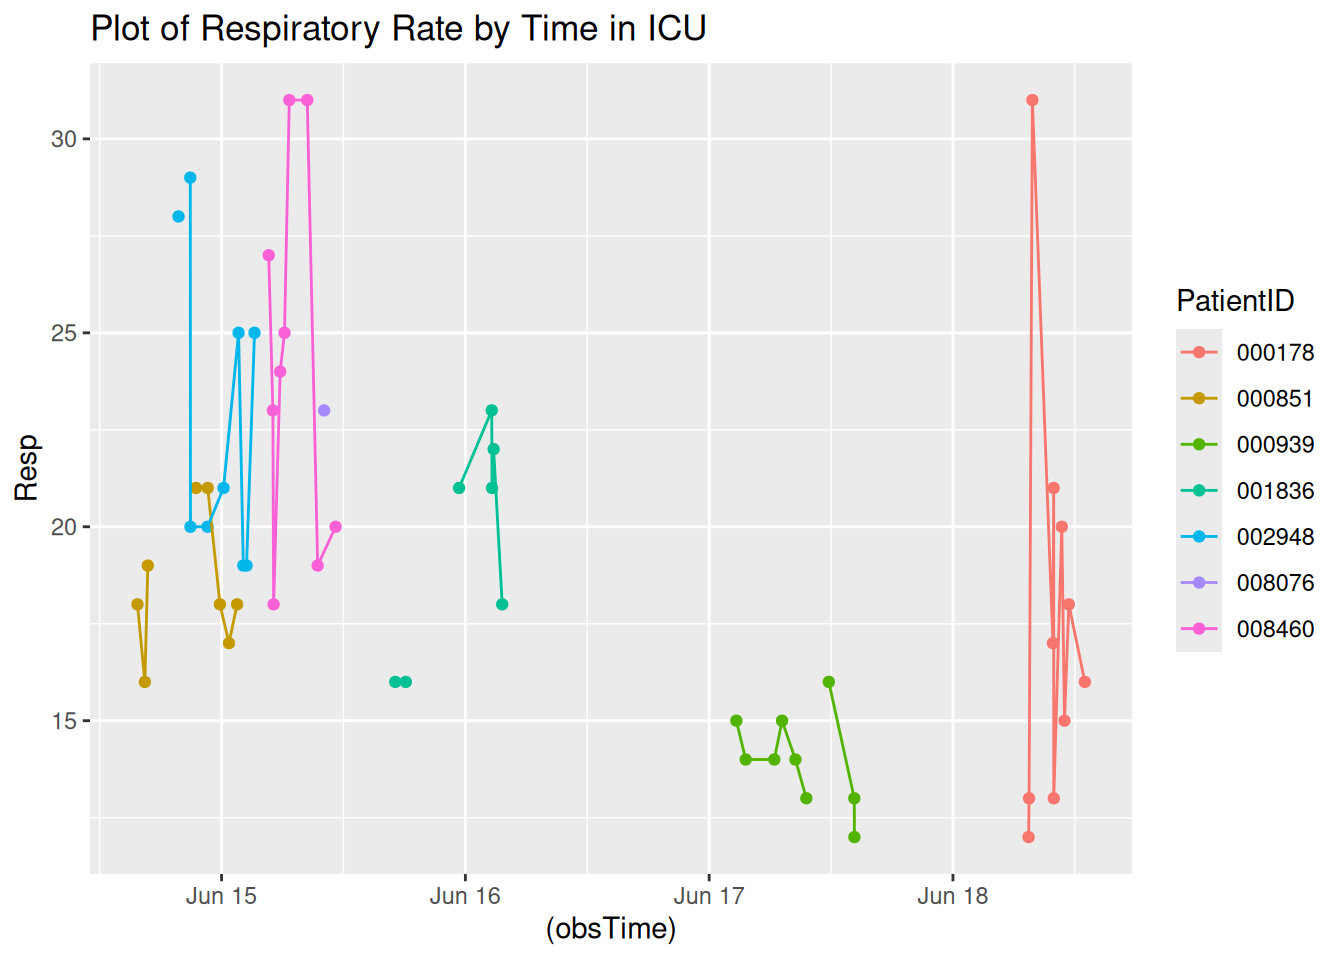 Plot of Respiratory Rate by Time in ICU
Resp
30
25
20
15
Jun 15
Jun 16
Jun 17
Jun 18
(obsTime)
PatientID
000178
000851
000939
001836
002948
008076
008460